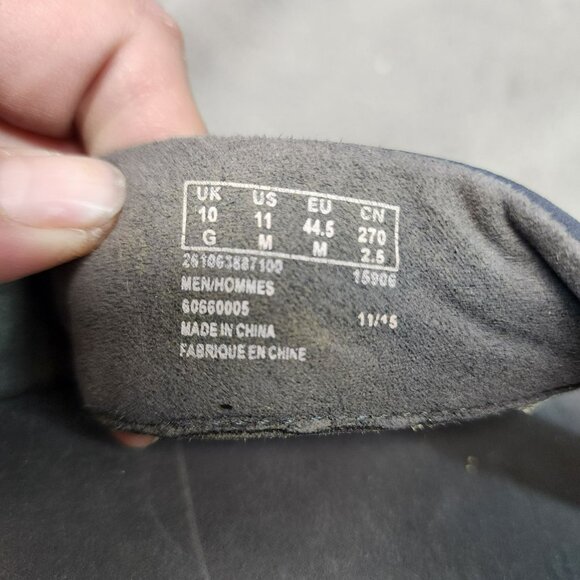 UK US EU CN
10 11 44.5 270
G M M 2.5
261063687100 15906
MEN/HOMMES
60660005 11/15
MADE IN CHINA
FABRIQUE EN CHINE